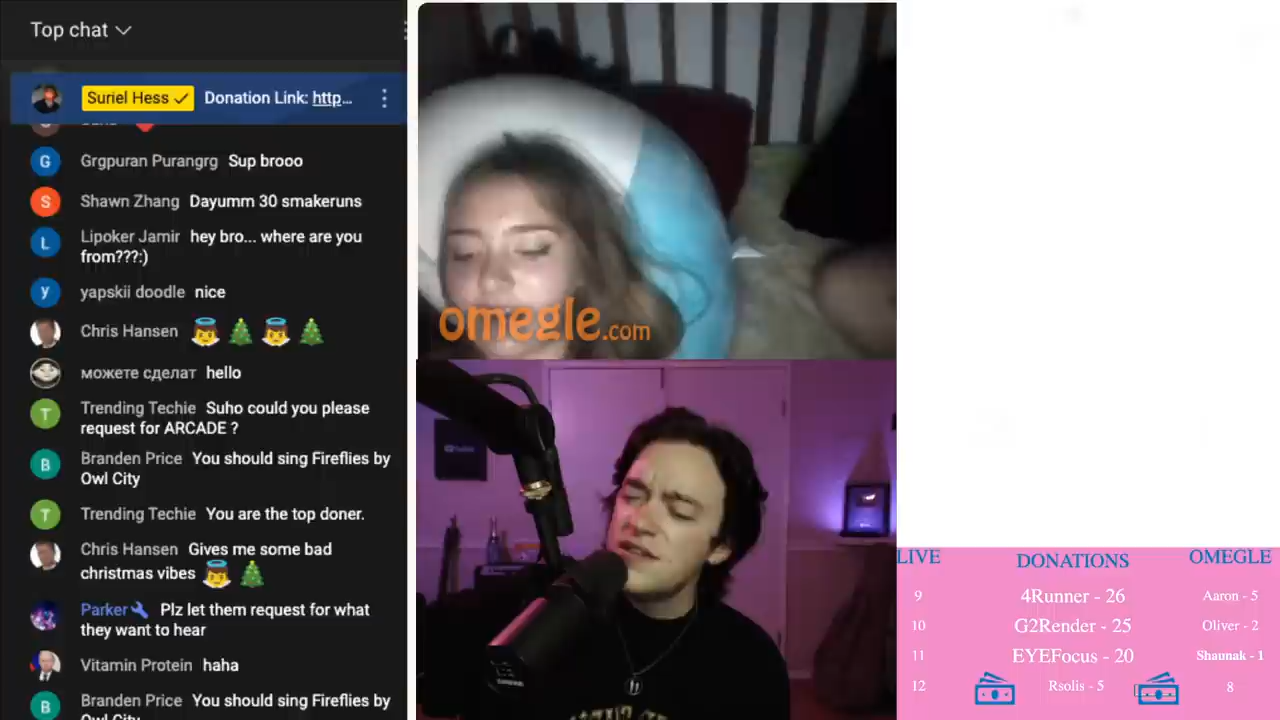 Top chat
Suriel Hess Donation Link: http...
Grgpuran Purangrg Sup brooo
Shawn Zhang Dayumm 30 smakeruns
Lipoker Jamir hey bro... where are you
from???:)
yapskii doodle nice
Chris Hansen
можете сделат hello
Trending Techie Suho could you please
request for ARCADE ?
Branden Price You should sing Fireflies by
Owl City
Trending Techie You are the top doner.
Chris Hansen Gives me some bad
christmas vibes
Parker Plz let them request for what
they want to hear
Vitamin Protein haha
Branden Price You should sing Fireflies by
Owl City
omegle.com
LIVE DONATIONS OMEGLE
9 4Runner - 26 Aaron - 5
10 G2Render - 25 Oliver - 2
11 EYEFocus - 20 Shaunak - 1
12 Rsolis - 5 8